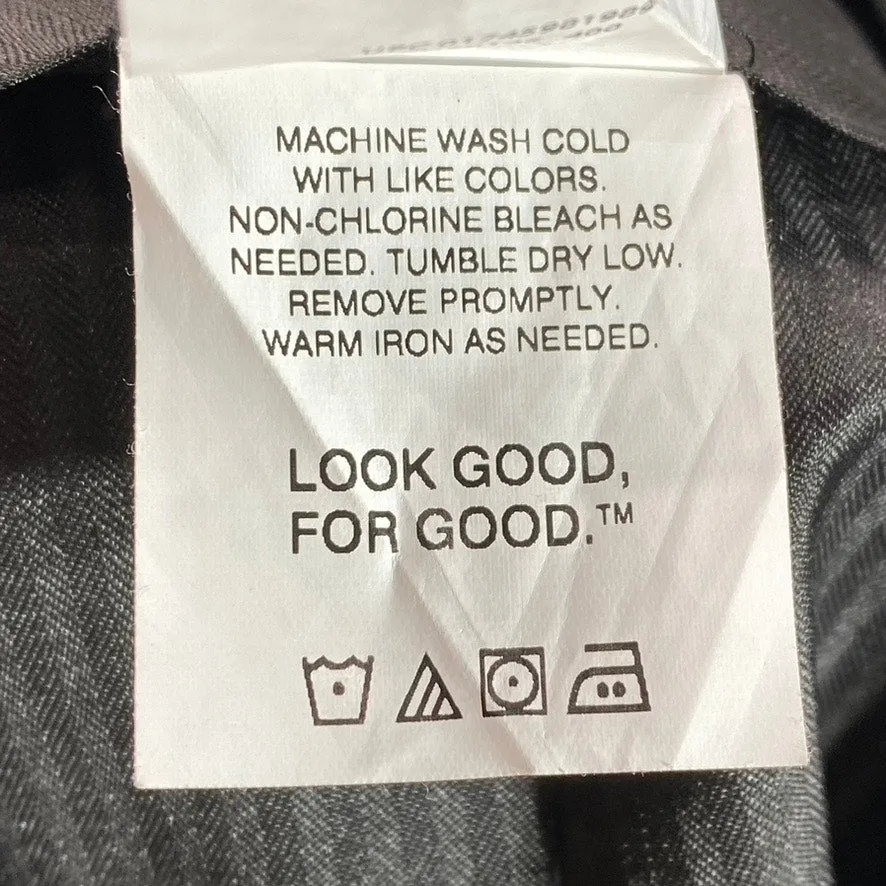 MACHINE WASH COLD
WITH LIKE COLORS.
NON-CHLORINE BLEACH AS
NEEDED. TUMBLE DRY LOW.
REMOVE PROMPTLY.
WARM IRON AS NEEDED.
LOOK GOOD,
FOR GOOD.™